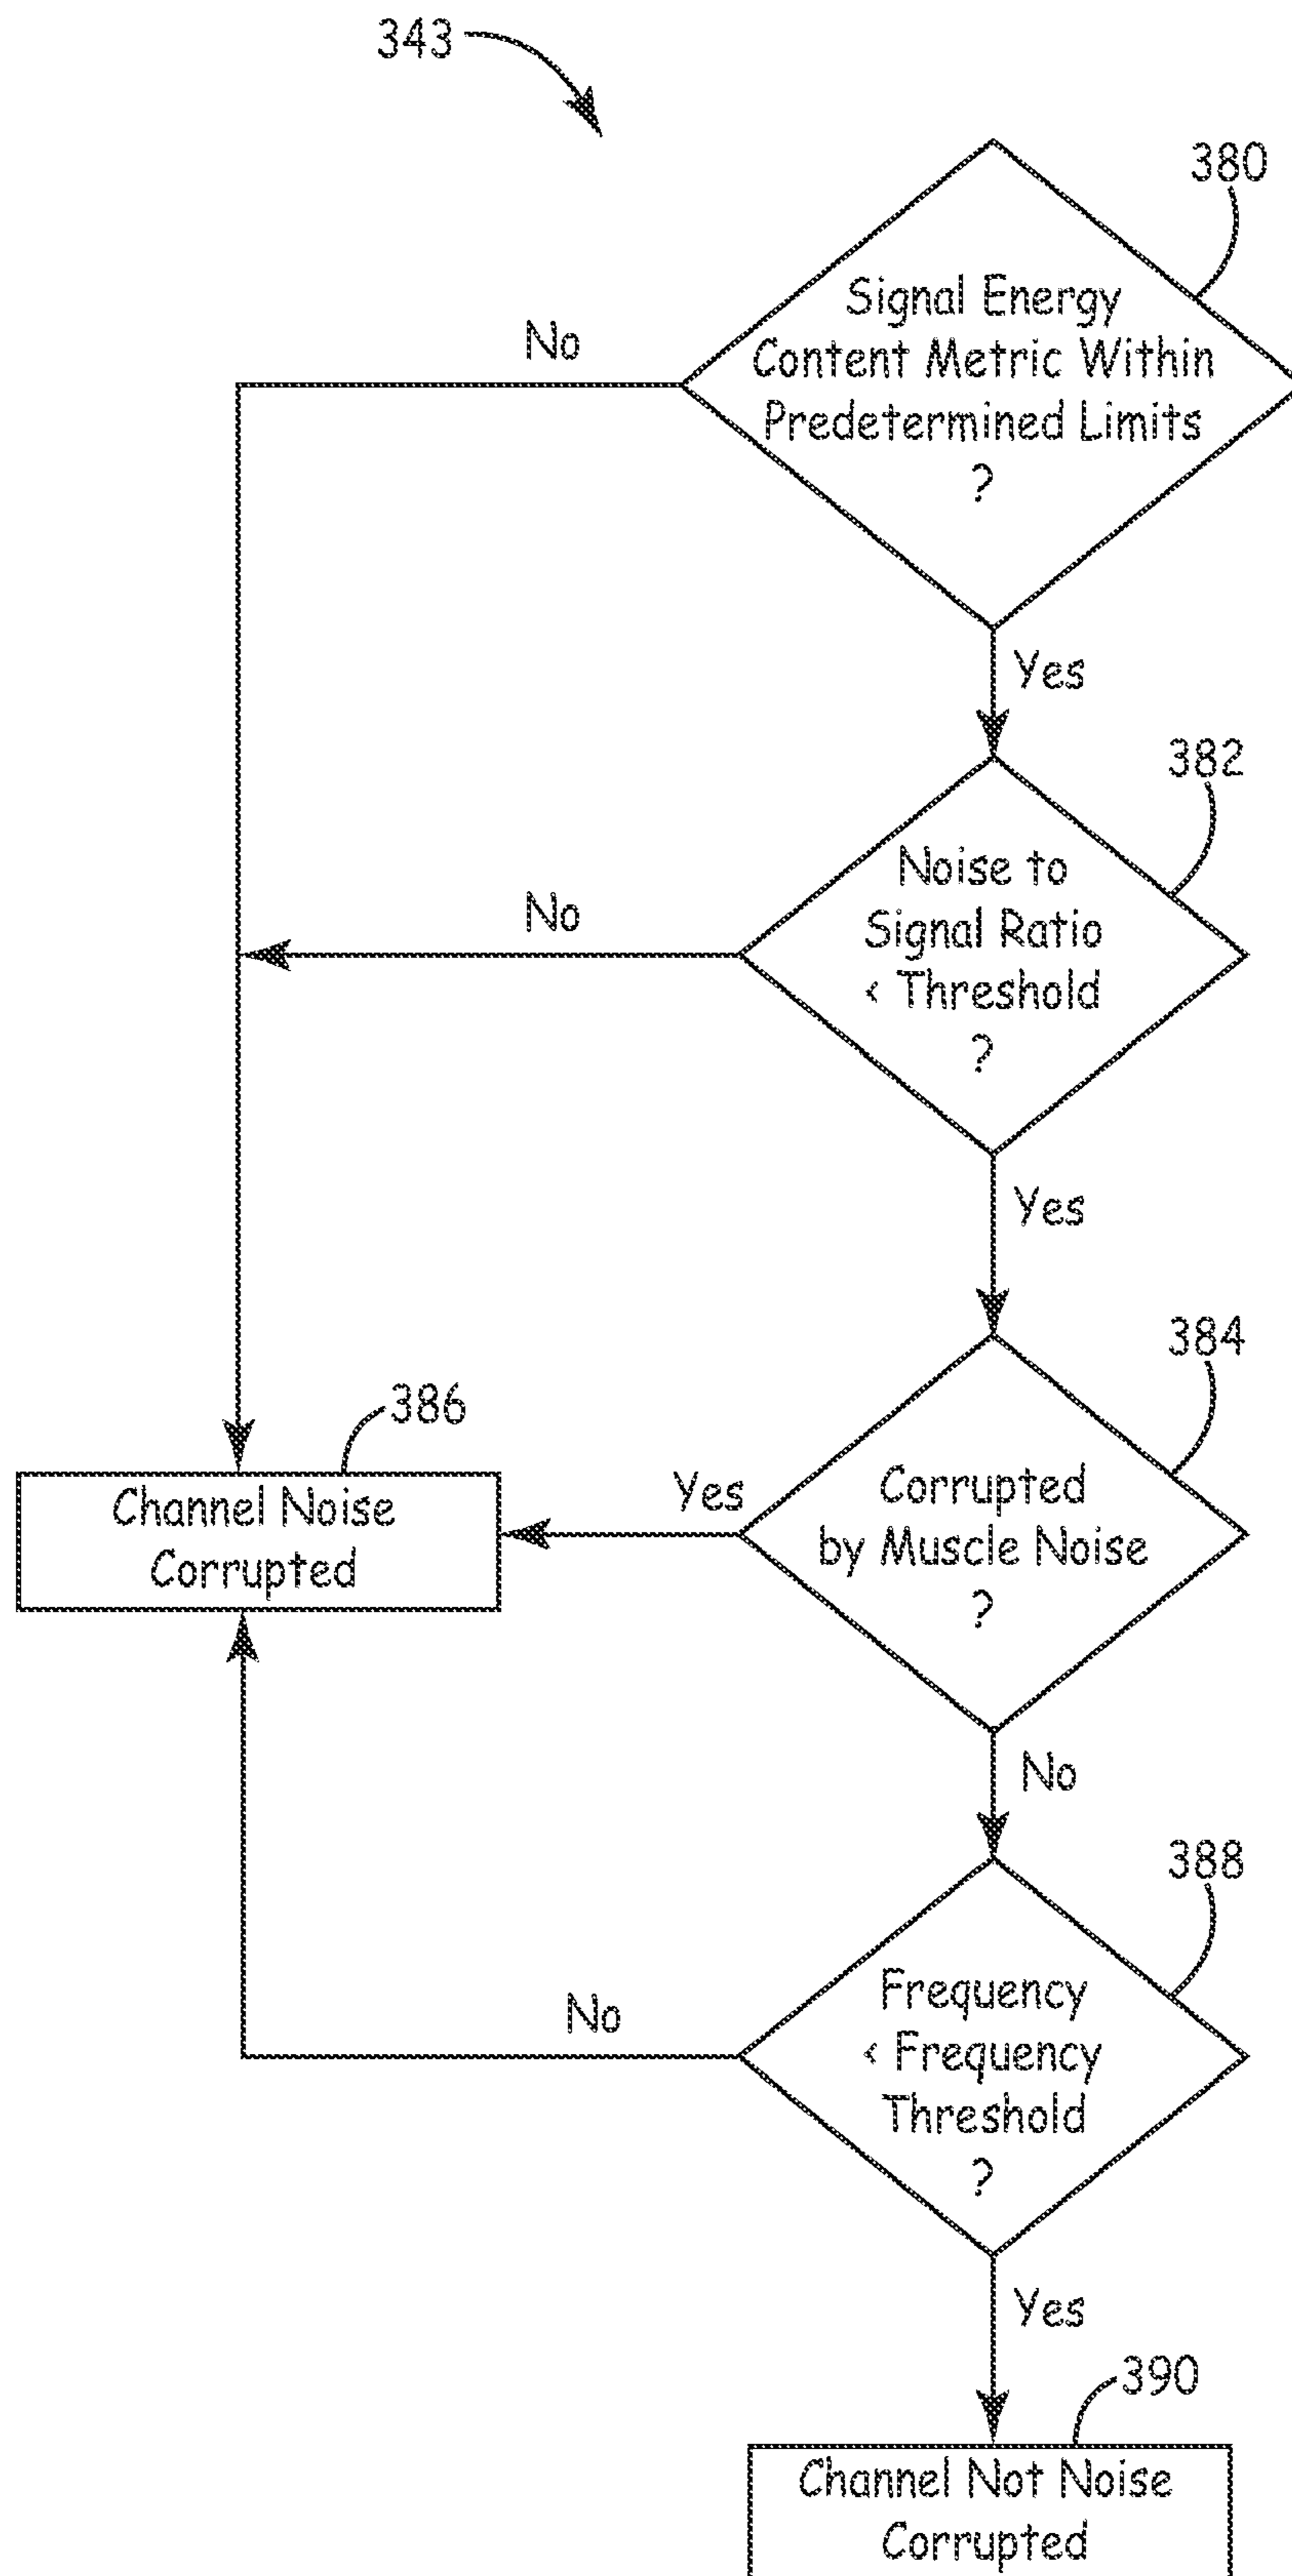 343
380
Signal Energy
Content Metric Within
Predetermined Limits
?
No
Yes
382
Noise to
Signal Ratio
< Threshold
?
No
Yes
384
386
Channel Noise
Corrupted
Yes
Corrupted
by Muscle Noise
?
No
388
Frequency
< Frequency
Threshold
?
No
Yes
390
Channel Not Noise
Corrupted